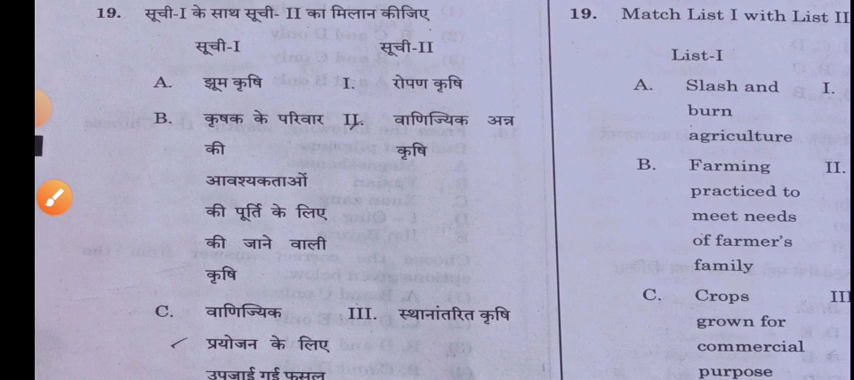 19. सूची-I के साथ सूची- II का मिलान कीजिए
सूची-I सूची-II
A. झूम कृषि I. रोपण कृषि
B. कृषक के परिवार II. वाणिज्यिक अन्न
की कृषि
आवश्यकताओं
की पूर्ति के लिए
की जाने वाली
कृषि
C. वाणिज्यिक III. स्थानांतरित कृषि
प्रयोजन के लिए
उपजाई गई फसल
19. Match List I with List II
List-I
A. Slash and I.
burn
agriculture
B. Farming II.
practiced to
meet needs
of farmer's
family
C. Crops III
grown for
commercial
purpose